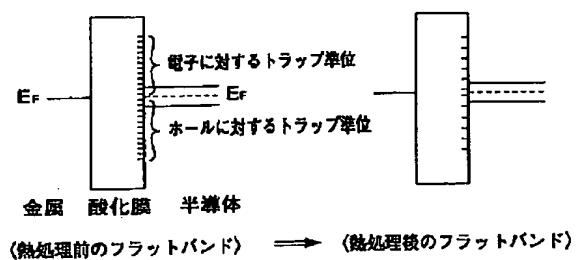 電子に対するトラップ準位
EF
EF
ホールに対するトラップ準位
金属 酸化膜 半導体
〈熱処理前のフラットバンド〉 ⇒ 〈熱処理後のフラットバンド〉